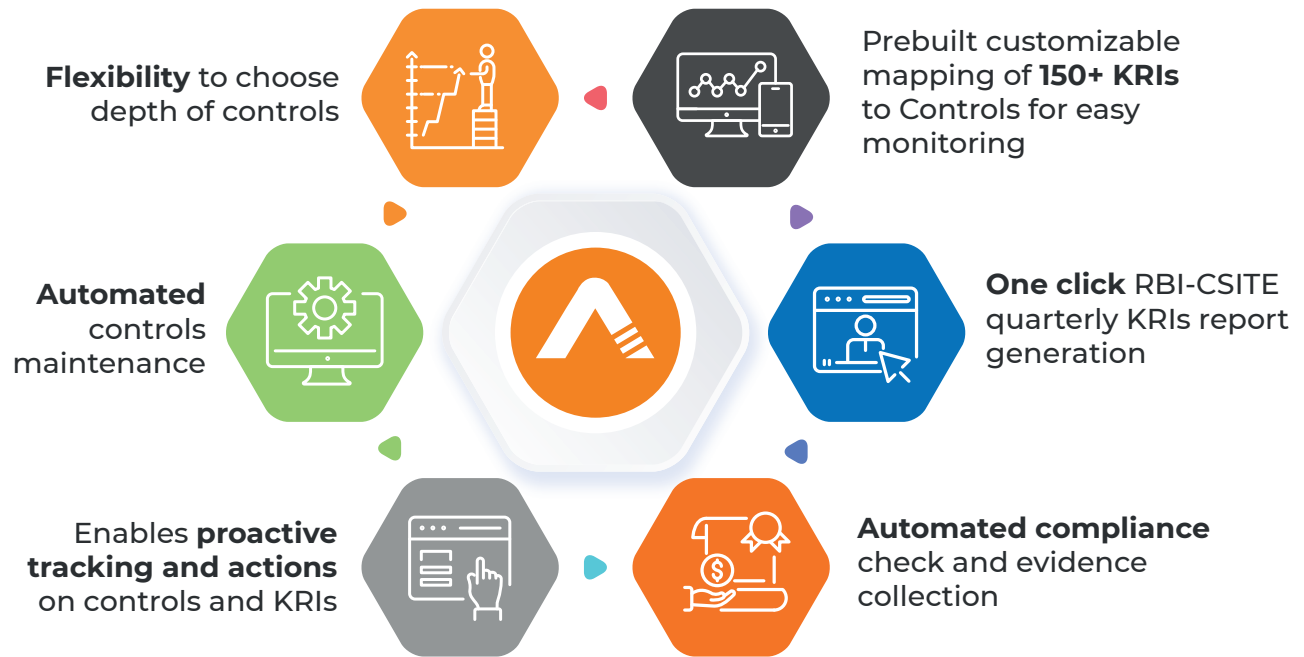 Flexibility to choose
depth of controls
Prebuilt customizable
mapping of 150+ KRIs
to Controls for easy
monitoring
Automated
controls
maintenance
One click RBI-CSITE
quarterly KRIs report
generation
Enables proactive
tracking and actions
on controls and KRIs
Automated compliance
check and evidence
collection
$